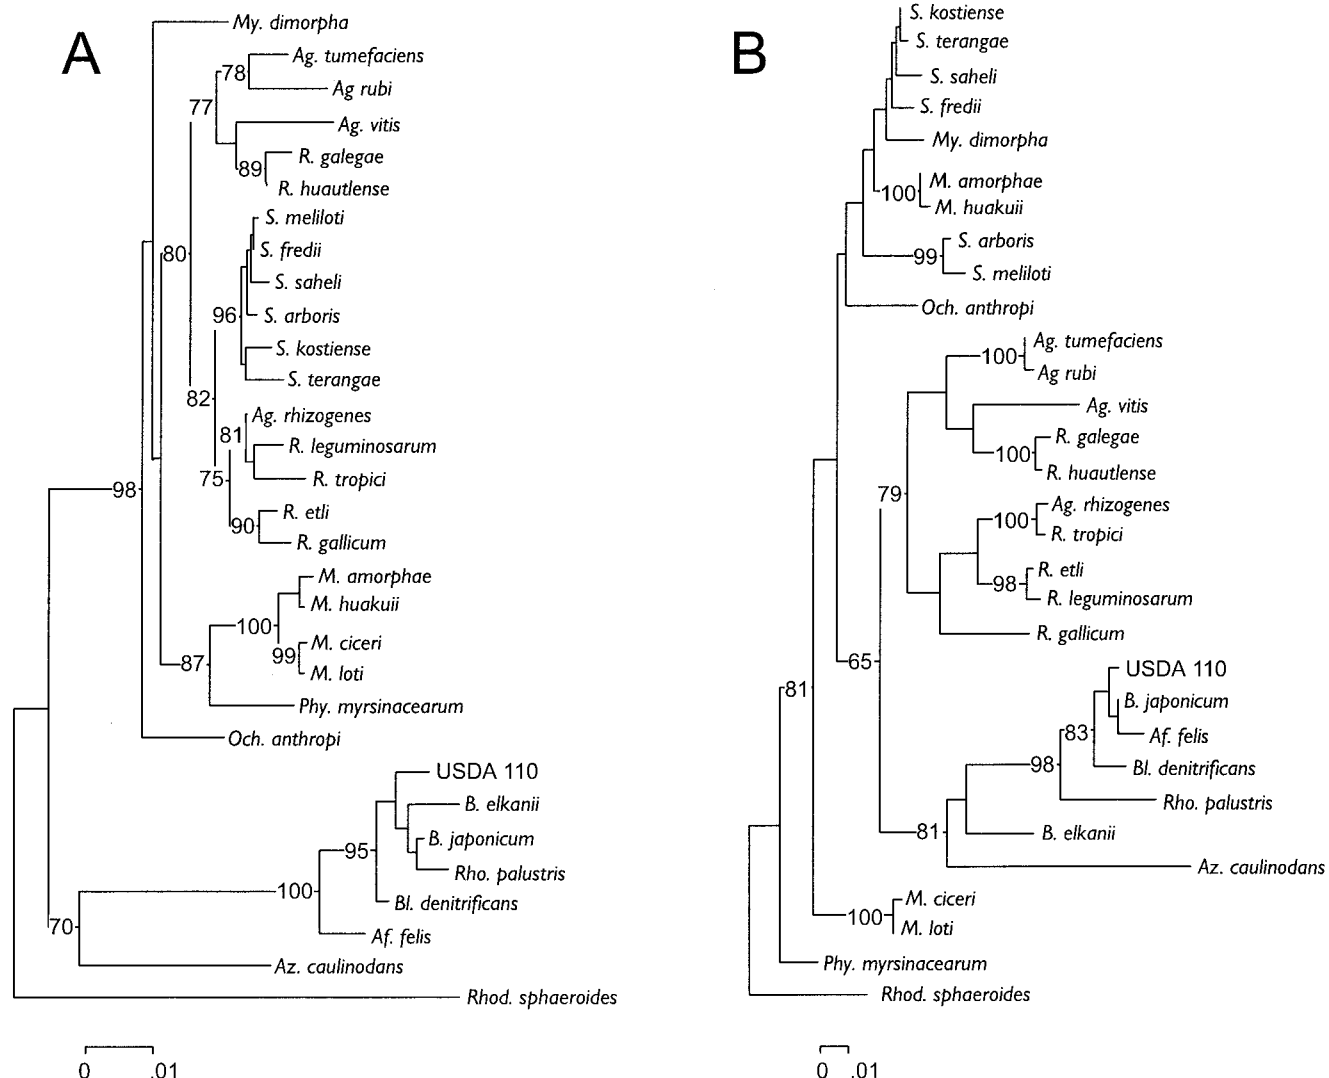 A
My. dimorpha
78
Ag. tumefaciens
Ag rubi
77
Ag. vitis
89
R. galegae
R. huautlense
80
S. meliloti
S. fredii
S. saheli
96
S. arboris
S. kostiense
S. terangae
82
Ag. rhizogenes
81
R. leguminosarum
R. tropici
75
R. etli
90
R. gallicum
98
M. amorphae
M. huakuii
100
M. ciceri
99
M. loti
87
Phy. myrsinacearum
Och. anthropi
USDA 110
B. elkanii
B. japonicum
95
Rho. palustris
100
Bl. denitrificans
Af. felis
70
Az. caulinodans
Rhod. sphaeroides
0 .01
B
S. kostiense
S. terangae
S. saheli
S. fredii
My. dimorpha
100
M. amorphae
M. huakuii
S. arboris
99
S. meliloti
Och. anthropi
Ag. tumefaciens
100
Ag rubi
Ag. vitis
R. galegae
100
R. huautlense
79
Ag. rhizogenes
100
R. tropici
R. etli
98
R. leguminosarum
R. gallicum
65
USDA 110
81
B. japonicum
83
Af. felis
98
Bl. denitrificans
Rho. palustris
81
B. elkanii
Az. caulinodans
M. ciceri
100
M. loti
Phy. myrsinacearum
Rhod. sphaeroides
0 .01